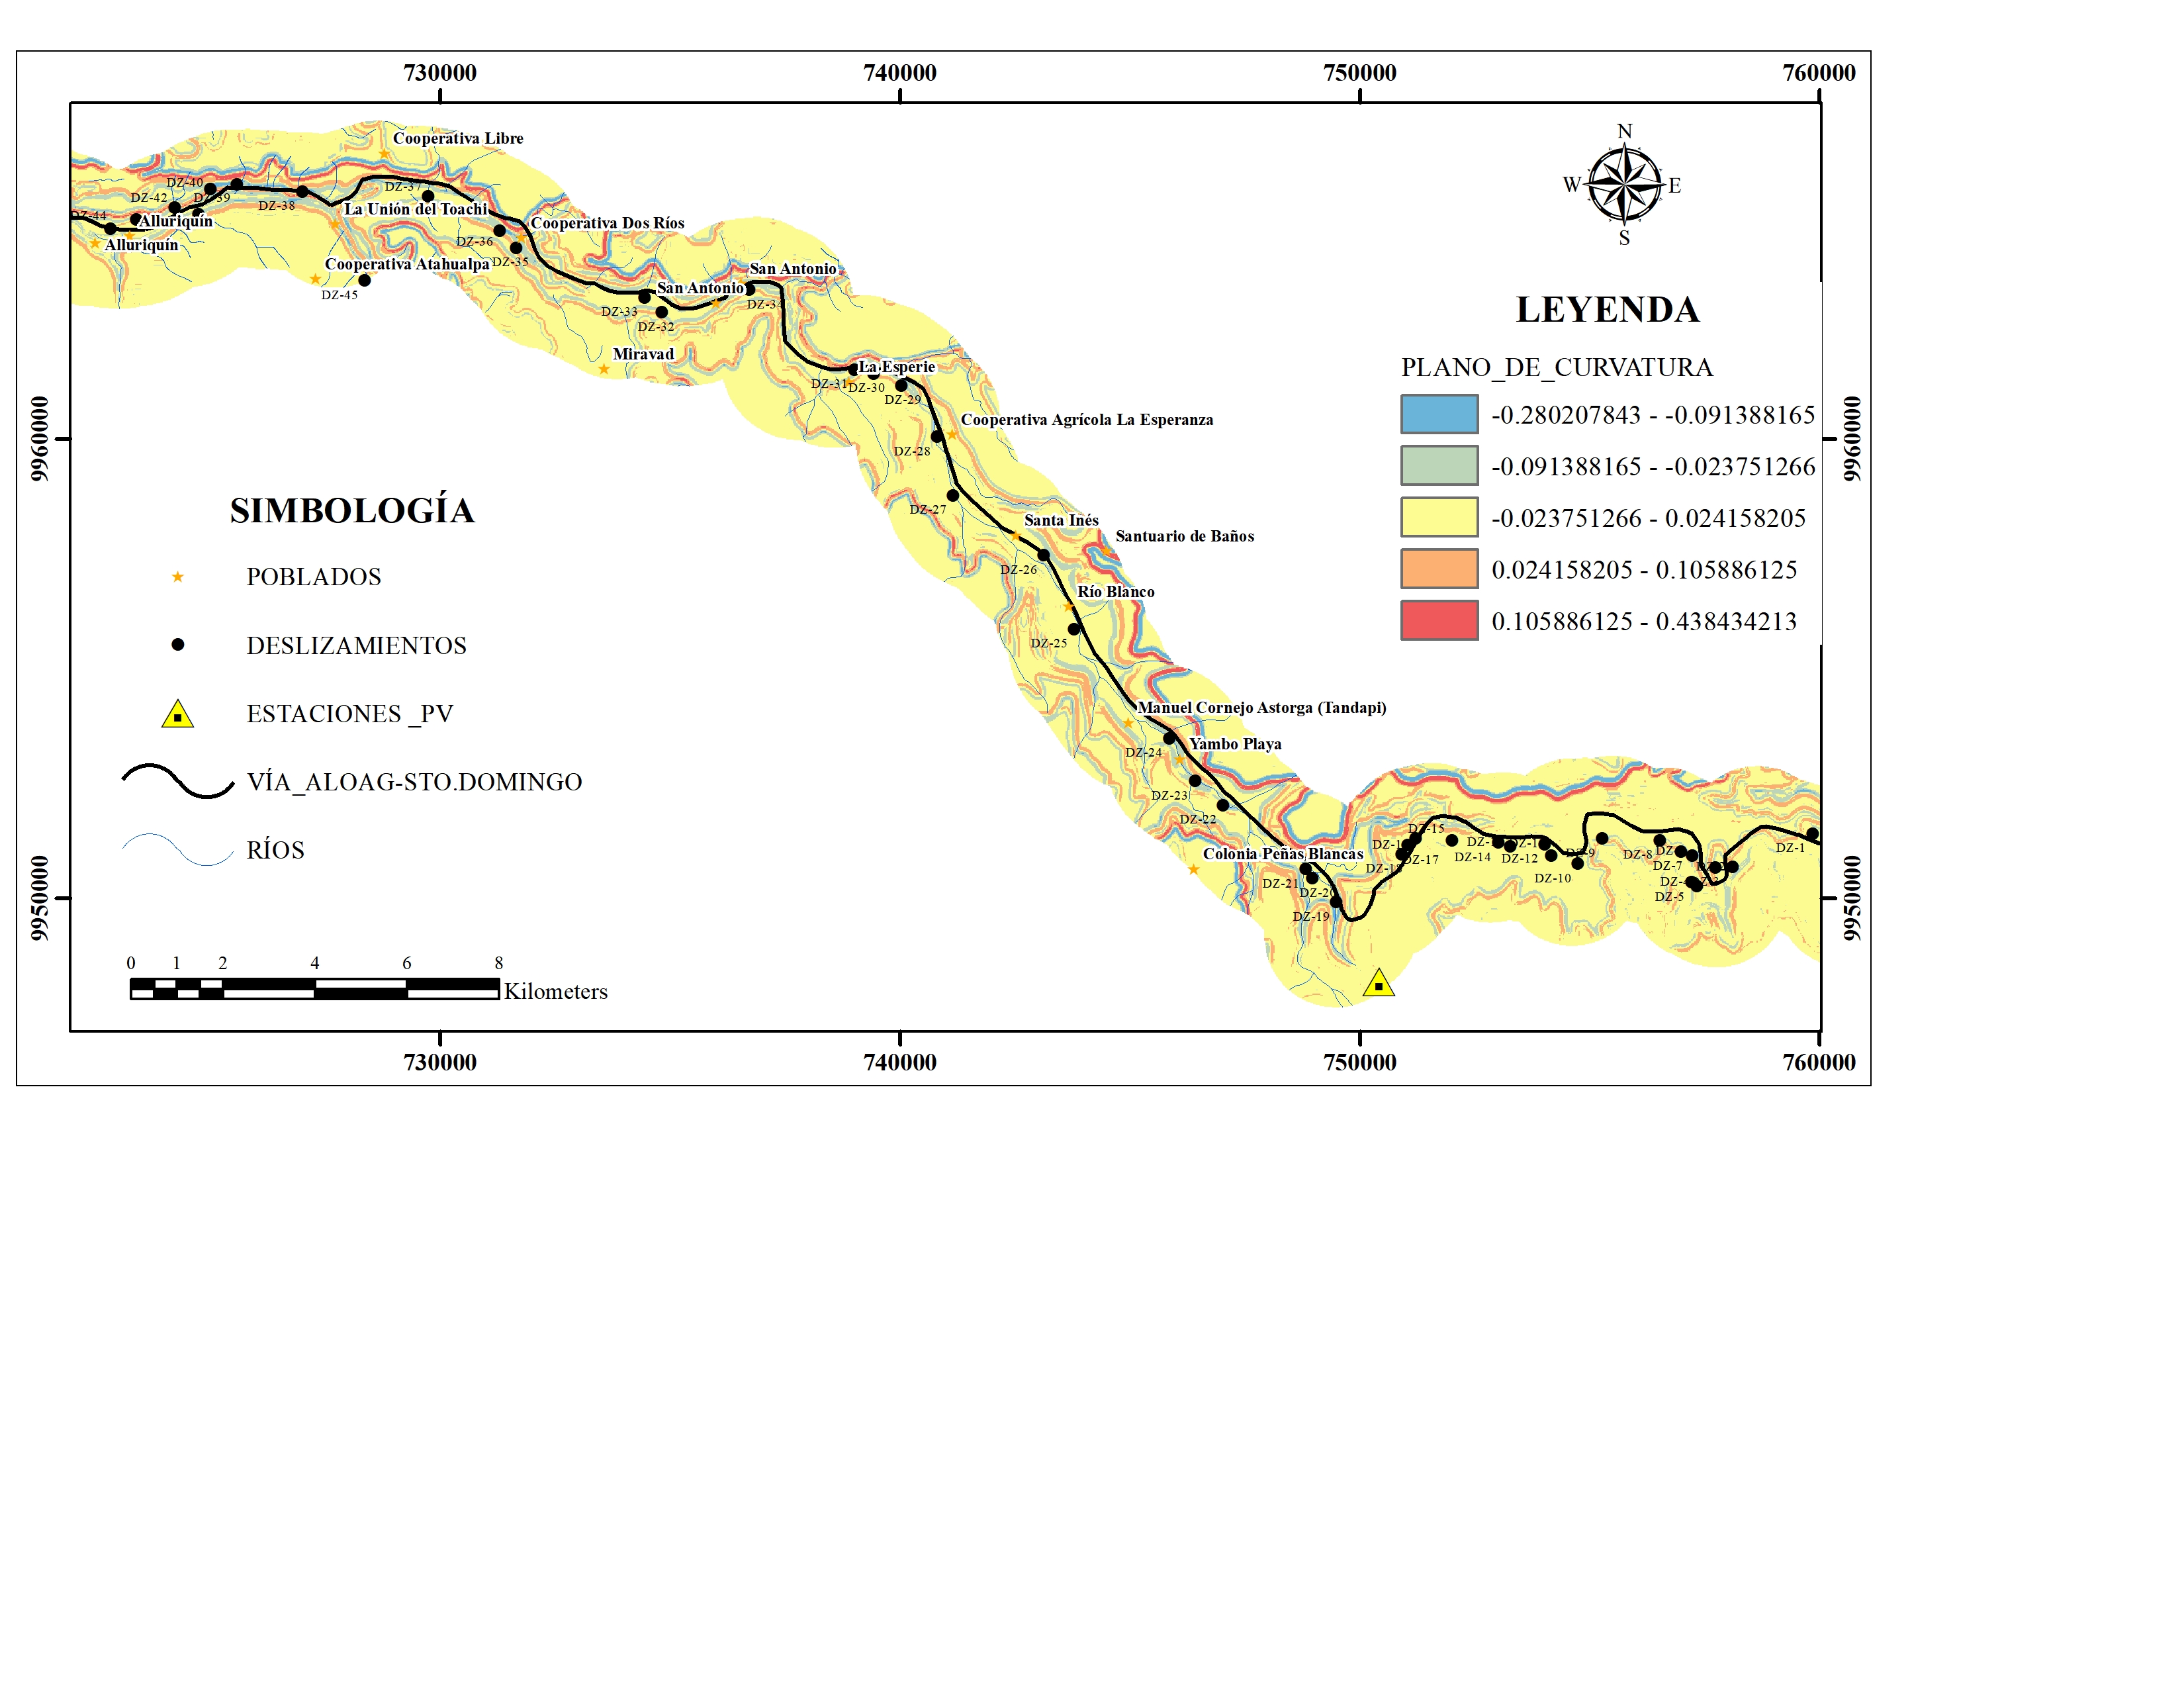 730000 740000 750000 760000
N
W E
S
Cooperativa Libre
DZ-40
DZ-37
DZ-42
DZ-39
DZ-38
La Unión del Toachi
DZ-44
Alluriquín
Cooperativa Dos Ríos
Alluriquín
DZ-36
DZ-35
Cooperativa Atahualpa
San Antonio
San Antonio
DZ-45
DZ-34
DZ-33
DZ-32
Miravad
La Esperie
DZ-31
DZ-30
DZ-29
Cooperativa Agrícola La Esperanza
DZ-28
DZ-27
Santa Inés
Santuario de Baños
DZ-26
Río Blanco
DZ-25
Manuel Cornejo Astorga (Tandapi)
Yambo Playa
DZ-24
DZ-23
DZ-22
Colonia Peñas Blancas
DZ-21
DZ-20
DZ-19
DZ-15
DZ-17
DZ-18
DZ-14
DZ-12
DZ-9
DZ-10
DZ-8
DZ-7
DZ-5
DZ-1
LEYENDA
PLANO_DE_CURVATURA
-0.280207843 - -0.091388165
-0.091388165 - -0.023751266
-0.023751266 - 0.024158205
0.024158205 - 0.105886125
0.105886125 - 0.438434213
SIMBOLOGÍA
POBLADOS
DESLIZAMIENTOS
ESTACIONES _PV
VÍA_ALOAG-STO.DOMINGO
RÍOS
0 1 2 4 6 8
Kilometers
9960000 9960000
9950000 9950000
730000 740000 750000 760000